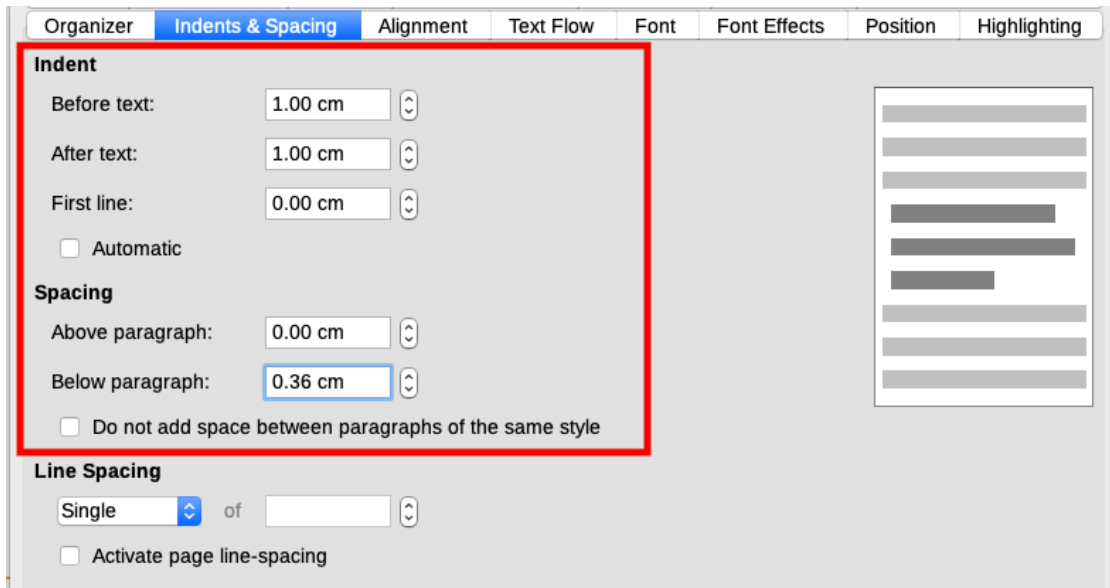 Organizer Indents & Spacing Alignment Text Flow Font Font Effects Position Highlighting
Indent
Before text: 1.00 cm
After text: 1.00 cm
First line: 0.00 cm
Automatic
Spacing
Above paragraph: 0.00 cm
Below paragraph: 0.36 cm
Do not add space between paragraphs of the same style
Line Spacing
Single of
Activate page line-spacing